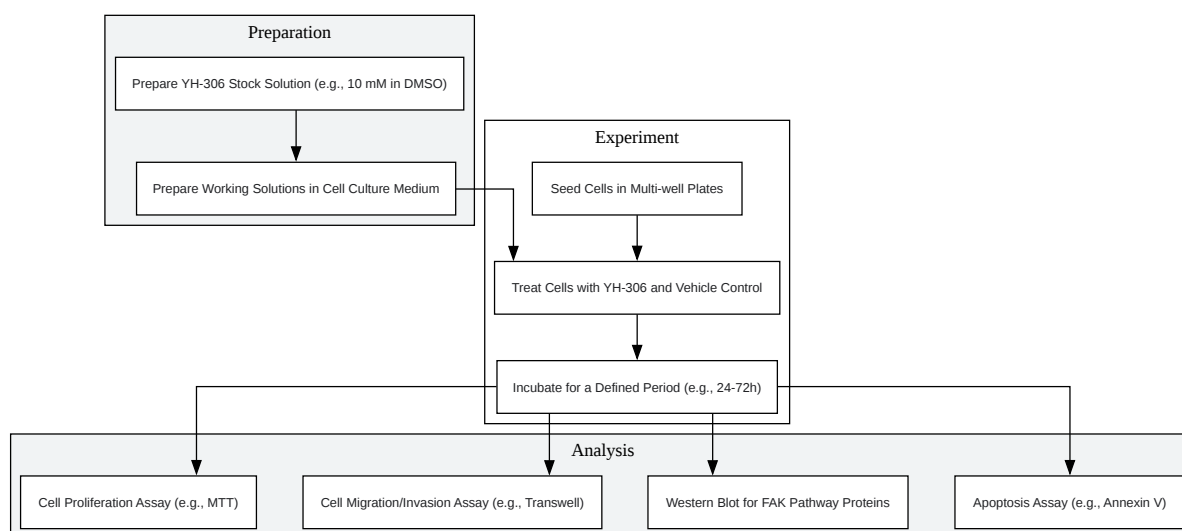 Preparation
Prepare YH-306 Stock Solution (e.g., 10 mM in DMSO)
Prepare Working Solutions in Cell Culture Medium
Experiment
Seed Cells in Multi-well Plates
Treat Cells with YH-306 and Vehicle Control
Incubate for a Defined Period (e.g., 24-72h)
Analysis
Cell Proliferation Assay (e.g., MTT)
Cell Migration/Invasion Assay (e.g., Transwell)
Western Blot for FAK Pathway Proteins
Apoptosis Assay (e.g., Annexin V)